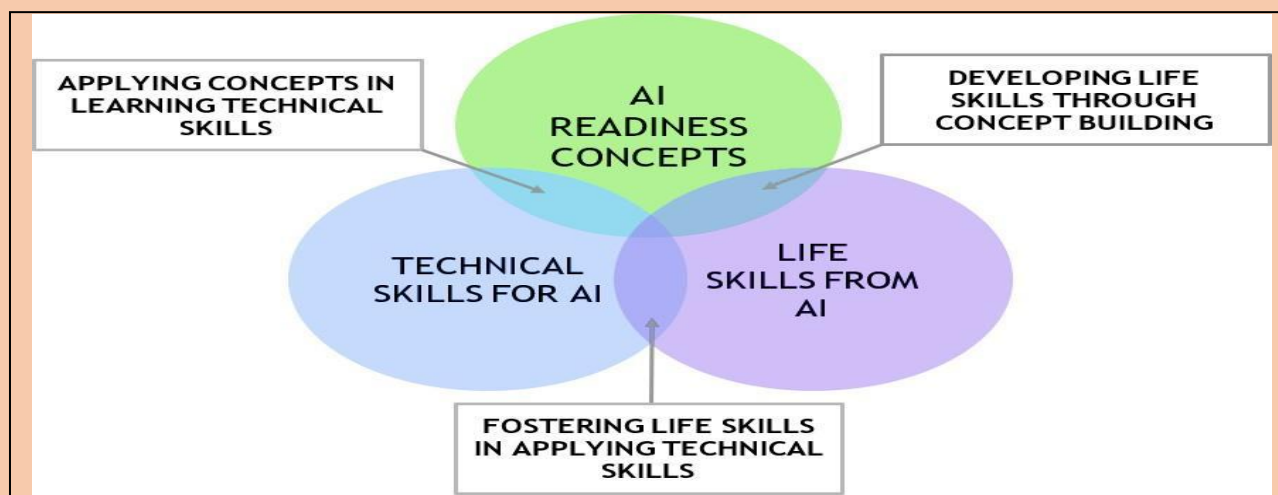 APPLYING CONCEPTS IN
LEARNING TECHNICAL
SKILLS
AI
READINESS
CONCEPTS
DEVELOPING LIFE
SKILLS THROUGH
CONCEPT BUILDING
TECHNICAL
SKILLS FOR AI
LIFE
SKILLS FROM
AI
FOSTERING LIFE SKILLS
IN APPLYING TECHNICAL
SKILLS